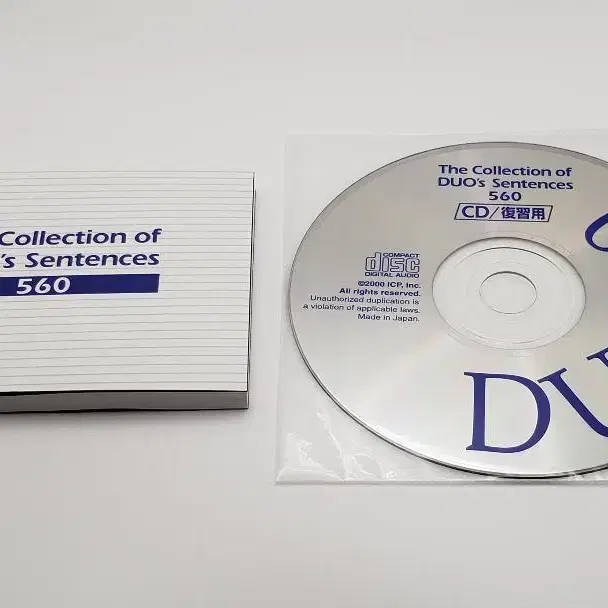 Collection of
's Sentences
560
The Collection of
DUO's Sentences
560
CD/復習用
COMPACT
disc
DIGITAL AUDIO
©2000 ICP, Inc.
All rights reserved.
Unauthorized duplication is
a violation of applicable laws.
Made in Japan.
DU